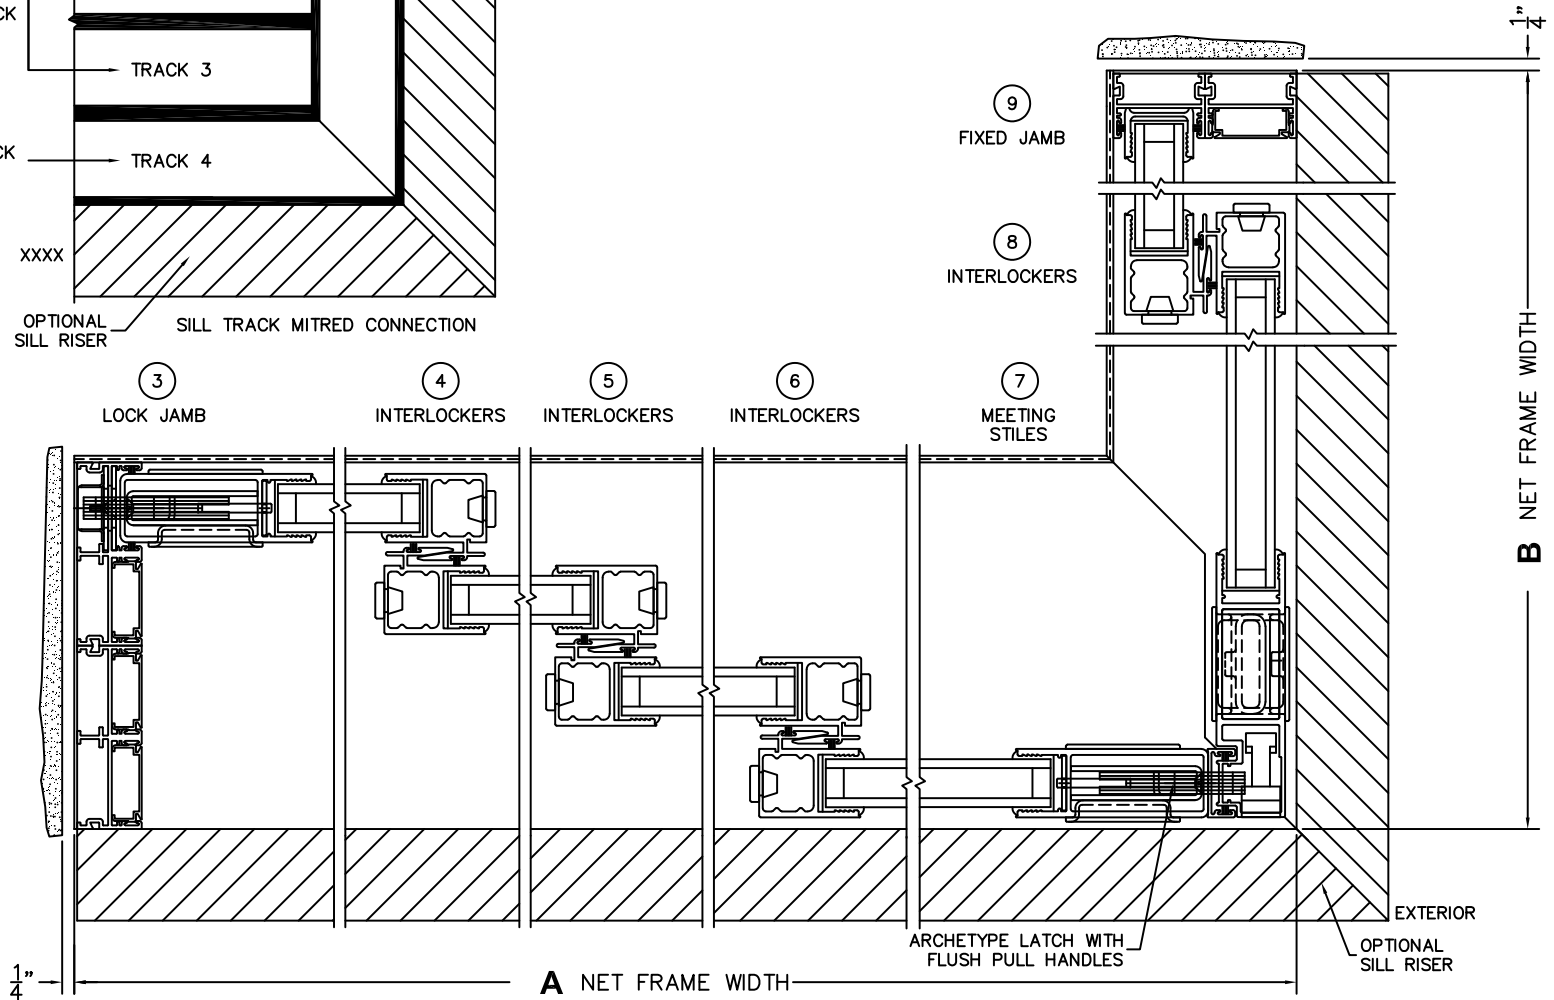 CK
TRACK 3
CK
TRACK 4
XXXX
OPTIONAL
SILL RISER
SILL TRACK MITRED CONNECTION
1"
4
9
FIXED JAMB
8
INTERLOCKERS
3
LOCK JAMB
4
INTERLOCKERS
5
INTERLOCKERS
6
INTERLOCKERS
7
MEETING
STILES
B NET FRAME WIDTH
EXTERIOR
ARCHETYPE LATCH WITH
FLUSH PULL HANDLES
OPTIONAL
SILL RISER
1"
4
A NET FRAME WIDTH